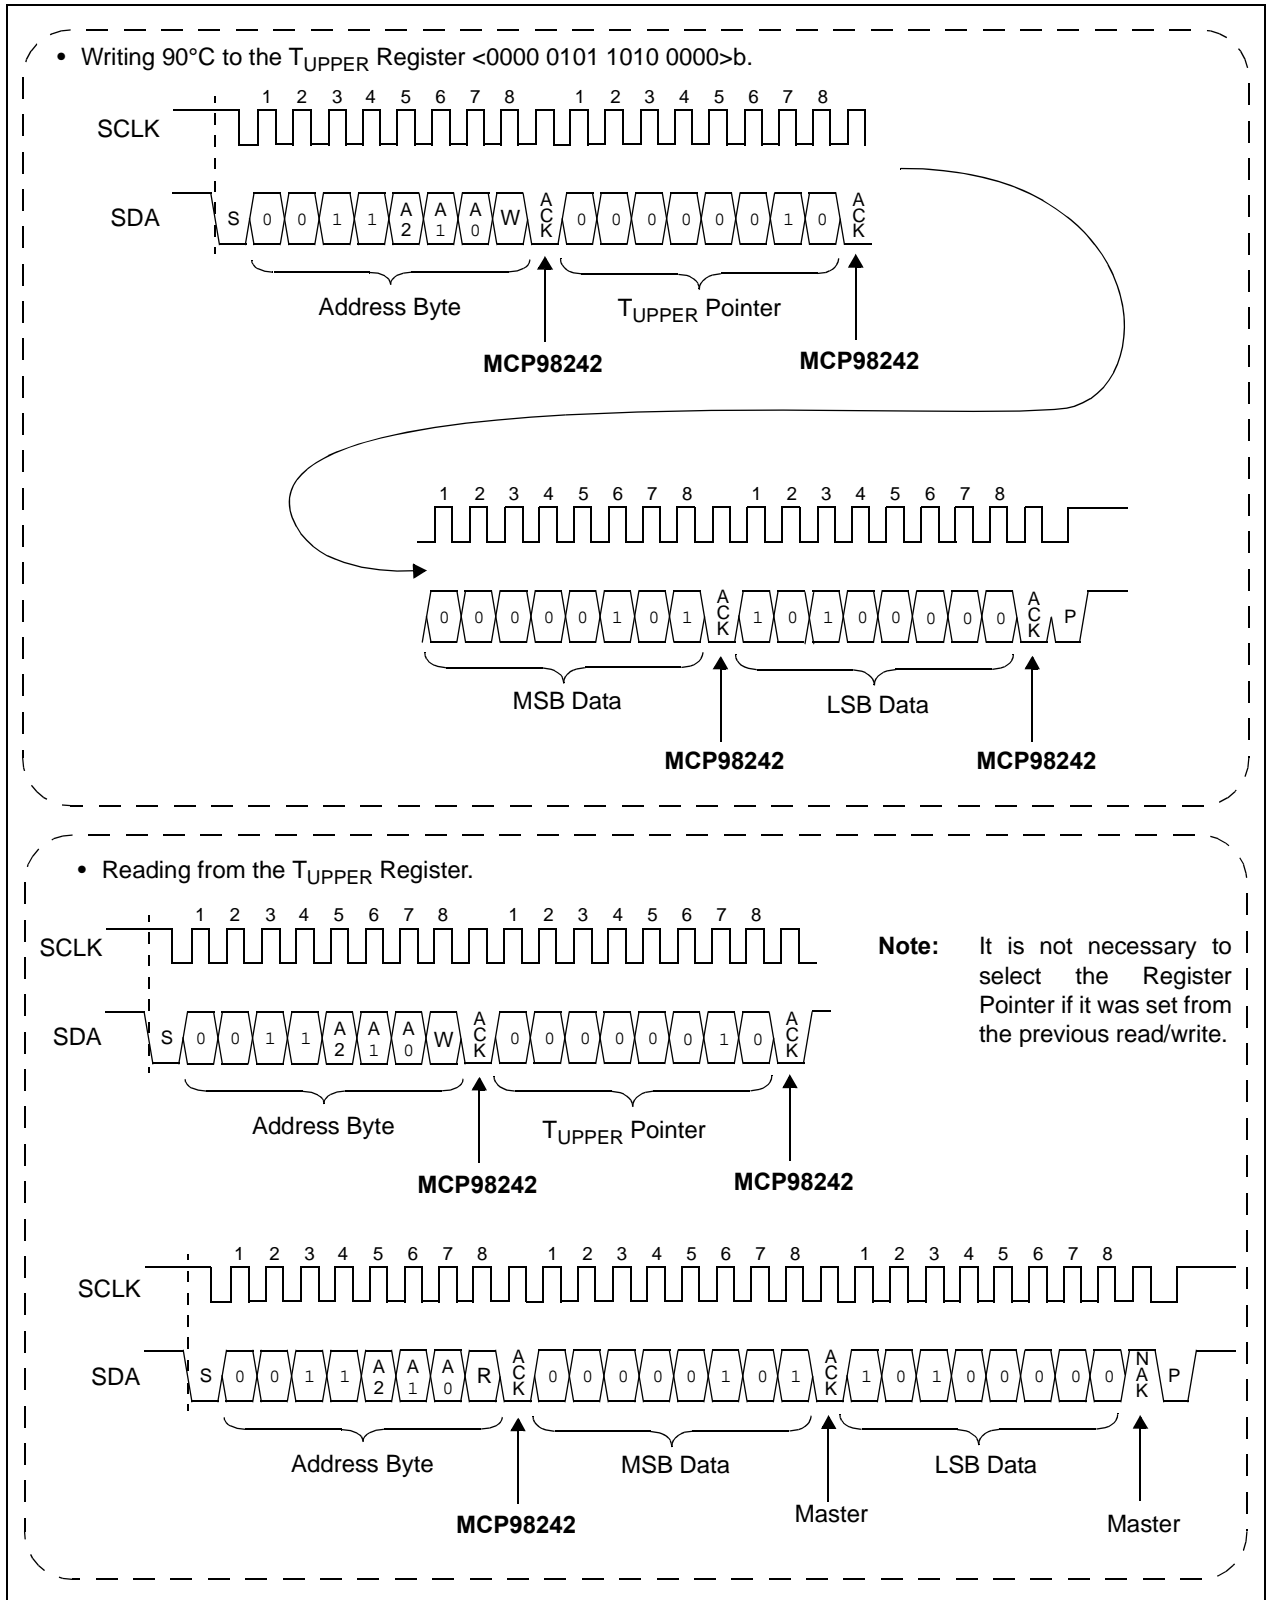 • Writing 90°C to the TUPPER Register <0000 0101 1010 0000>b.
1 2 3 4 5 6 7 8 1 2 3 4 5 6 7 8
SCLK
SDA S 0 0 1 1 A2 A1 A0 W ACK 0 0 0 0 0 0 1 0 ACK
Address Byte TUPPER Pointer
MCP98242 MCP98242
1 2 3 4 5 6 7 8 1 2 3 4 5 6 7 8
0 0 0 0 0 1 0 1 ACK 1 0 1 0 0 0 0 0 ACK P
MSB Data LSB Data
MCP98242 MCP98242
• Reading from the TUPPER Register.
1 2 3 4 5 6 7 8 1 2 3 4 5 6 7 8
SCLK
Note: It is not necessary to
select the Register
Pointer if it was set from
the previous read/write.
SDA S 0 0 1 1 A2 A1 A0 W ACK 0 0 0 0 0 0 1 0 ACK
Address Byte TUPPER Pointer
MCP98242 MCP98242
1 2 3 4 5 6 7 8 1 2 3 4 5 6 7 8 1 2 3 4 5 6 7 8
SCLK
SDA S 0 0 1 1 A2 A1 A0 R ACK 0 0 0 0 0 1 0 1 ACK 1 0 1 0 0 0 0 0 NAK P
Address Byte MSB Data LSB Data
MCP98242 Master Master